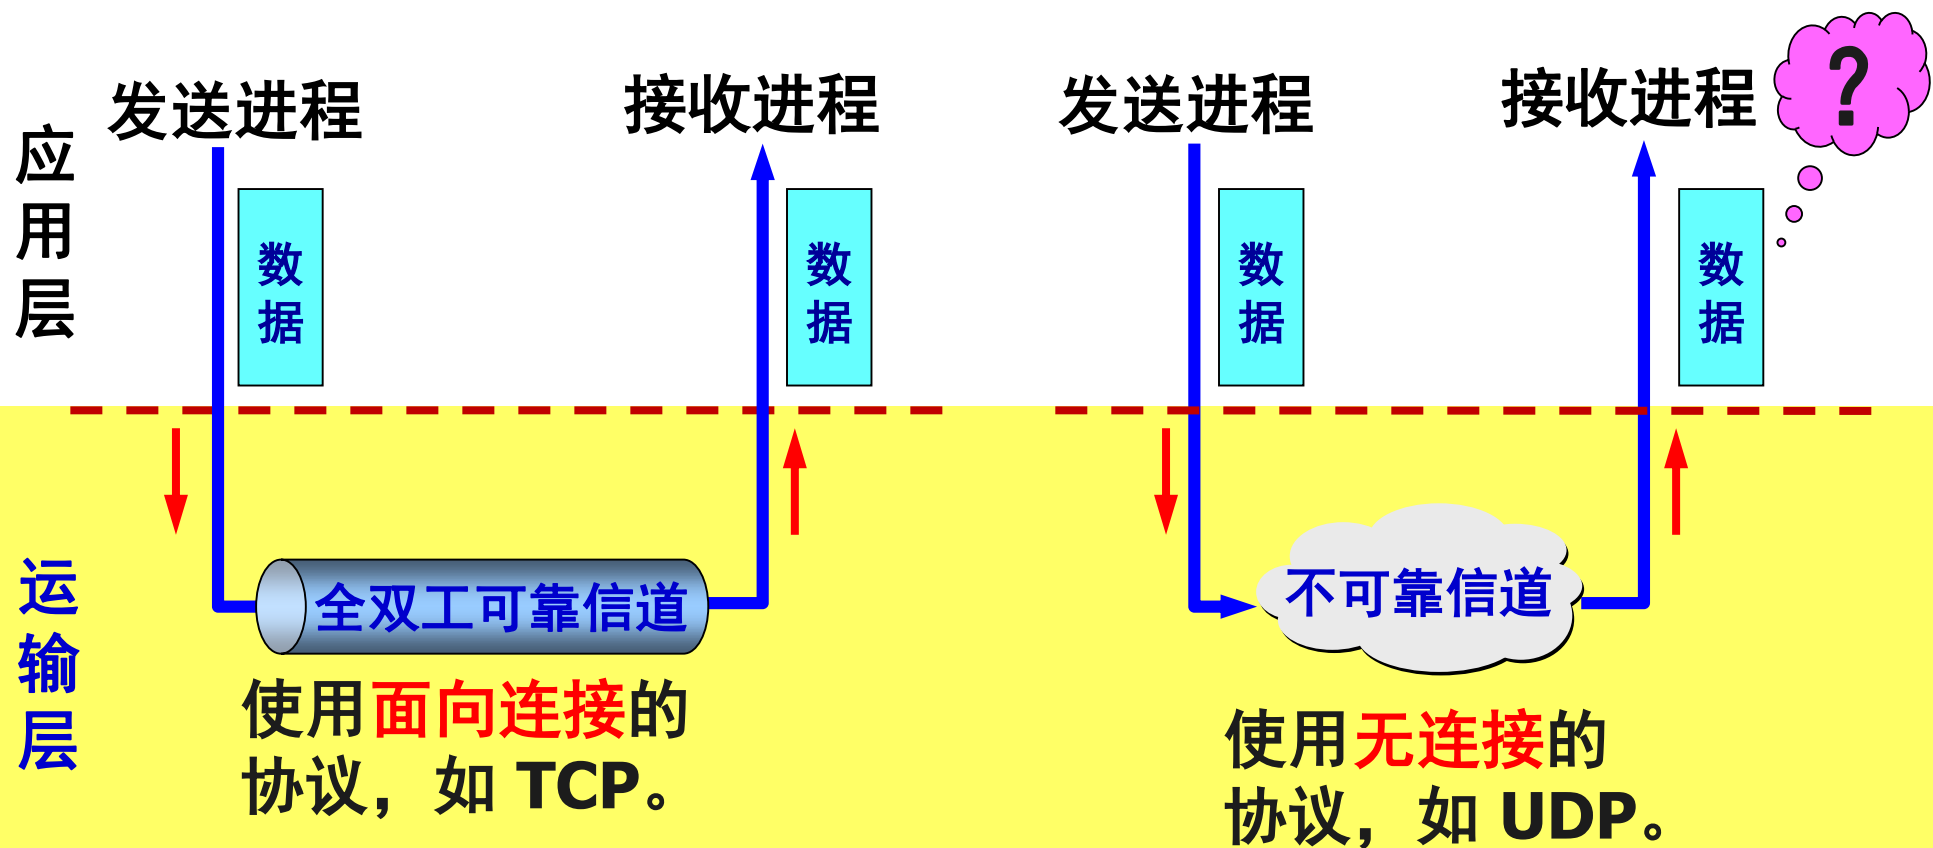 发送进程
接收进程
发送进程
接收进程
?
应用层
数据
数据
数据
数据
运输层
全双工可靠信道
不可靠信道
使用面向连接的
协议，如 TCP。
使用无连接的
协议，如 UDP。